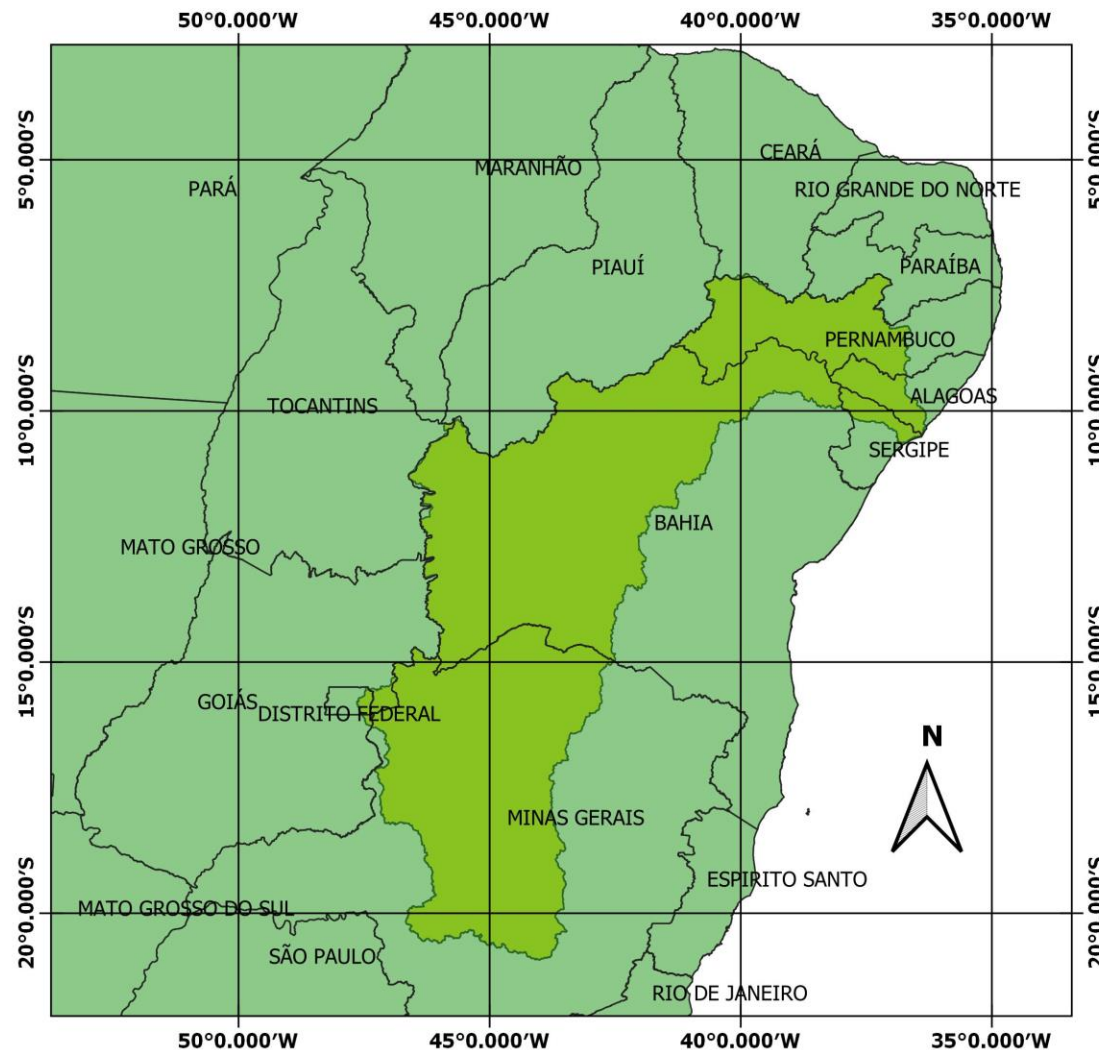 50°0.000'W 45°0.000'W 40°0.000'W 35°0.000'W
5°0.000'S
5°0.000'S
CEARÁ
MARANHÃO
PARÁ
RIO GRANDE DO NORTE
PIAUÍ
PARAÍBA
PERNAMBUCO
ALAGOAS
TOCANTINS
10°0.000'S
10°0.000'S
SERGIPE
BAHIA
MATO GROSSO
15°0.000'S
15°0.000'S
GOIÁS
DISTRITO FEDERAL
N
MINAS GERAIS
ESPIRITO SANTO
MATO GROSSO DO SUL
20°0.000'S
20°0.000'S
SÃO PAULO
RIO DE JANEIRO
50°0.000'W 45°0.000'W 40°0.000'W 35°0.000'W